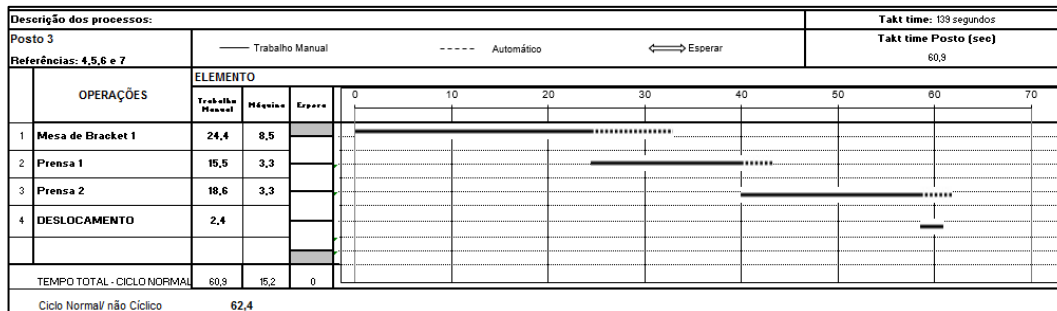 Descrição dos processos:
Takt time: 139 segundos
Posto 3
Trabalho Manual
Automático
Esperar
Takt time Posto (sec)
Referências: 4,5,6 e 7
60,9
OPERAÇÕES
ELEMENTO
Trabalho Manual
Máquina
Espera
0 10 20 30 40 50 60 70
1 Mesa de Bracket 1 24,4 8,5
2 Prensa 1 15,5 3,3
3 Prensa 2 18,6 3,3
4 DESLOCAMENTO 2,4
TEMPO TOTAL - CICLO NORMAL 60,9 15,2 0
Ciclo Normal/ não Cíclico 62,4